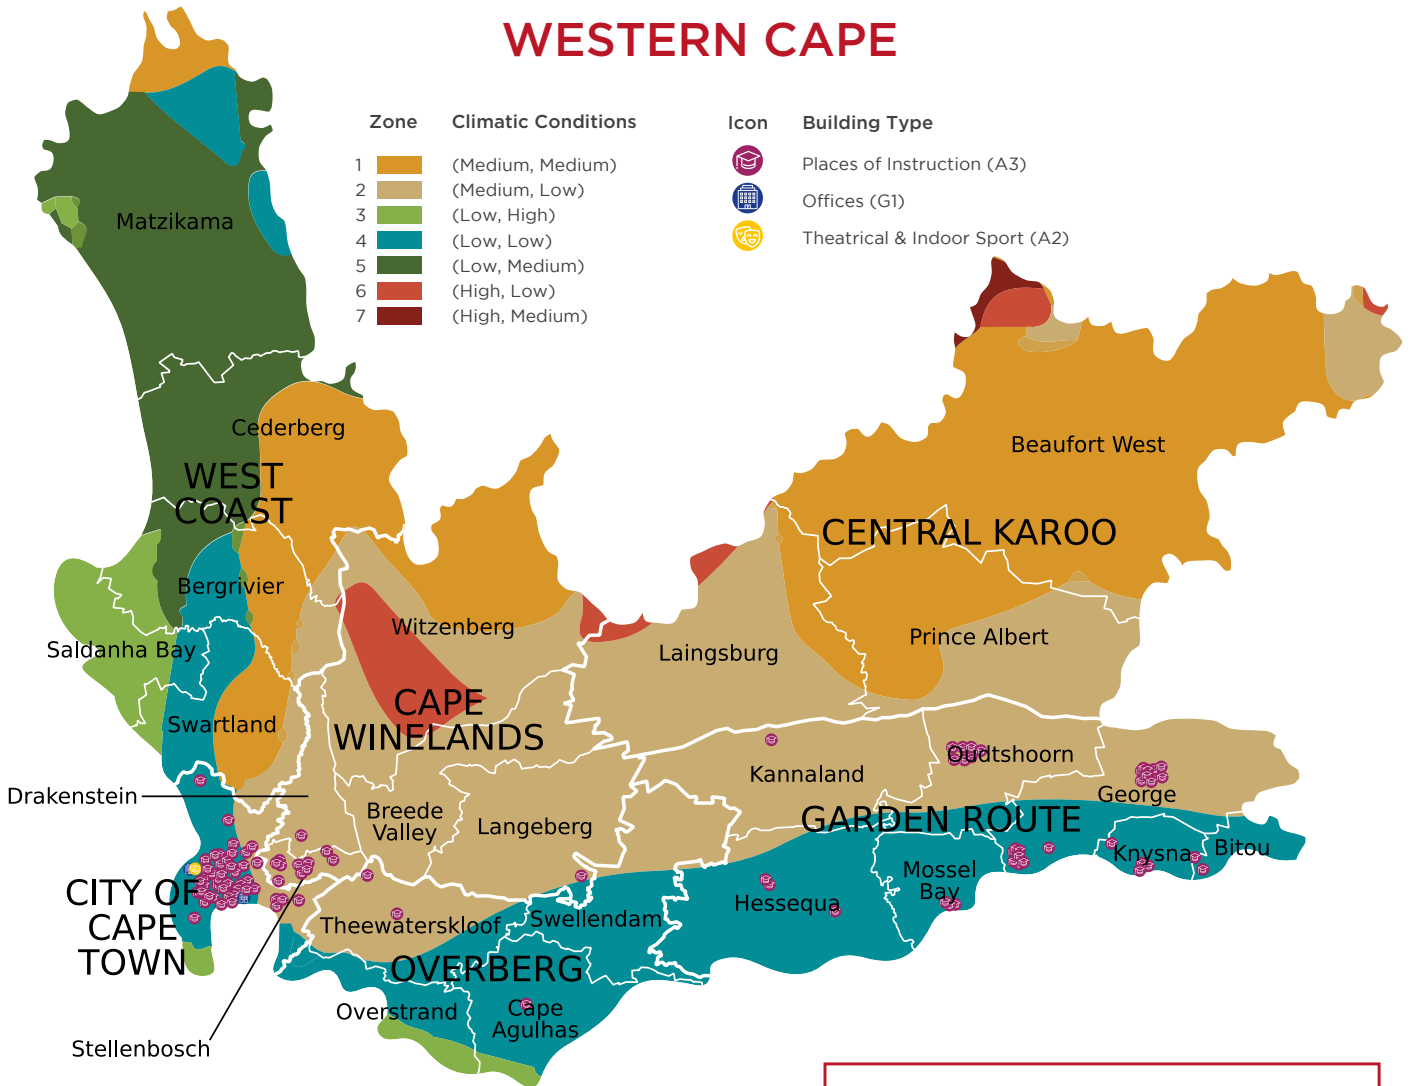 WESTERN CAPE
Zone Climatic Conditions
1 (Medium, Medium)
2 (Medium, Low)
3 (Low, High)
4 (Low, Low)
5 (Low, Medium)
6 (High, Low)
7 (High, Medium)
Icon Building Type
Places of Instruction (A3)
Offices (G1)
Theatrical & Indoor Sport (A2)
Matzikama
Cederberg
WEST
COAST
Bergrivier
Saldanha Bay
Swartland
Witzenberg
CAPE
WINELANDS
Laingsburg
Beaufort West
CENTRAL KAROO
Prince Albert
Drakenstein
Breede
Valley
Langeberg
Kannaland
Oudtshoorn
George
GARDEN ROUTE
Knysna
Bitou
Mossel
Bay
Hessequa
CITY OF
CAPE
TOWN
Theewaterskloof
Swellendam
OVERBERG
Overstrand
Cape
Agulhas
Stellenbosch